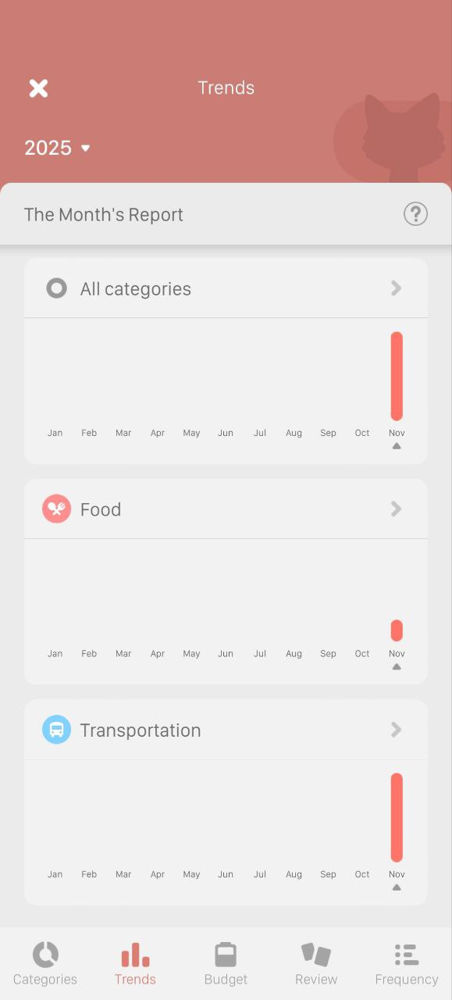 Trends
2025
The Month's Report
?
All categories
Jan Feb Mar Apr May Jun Jul Aug Sep Oct Nov
Food
Jan Feb Mar Apr May Jun Jul Aug Sep Oct Nov
Transportation
Jan Feb Mar Apr May Jun Jul Aug Sep Oct Nov
Categories Trends Budget Review Frequency